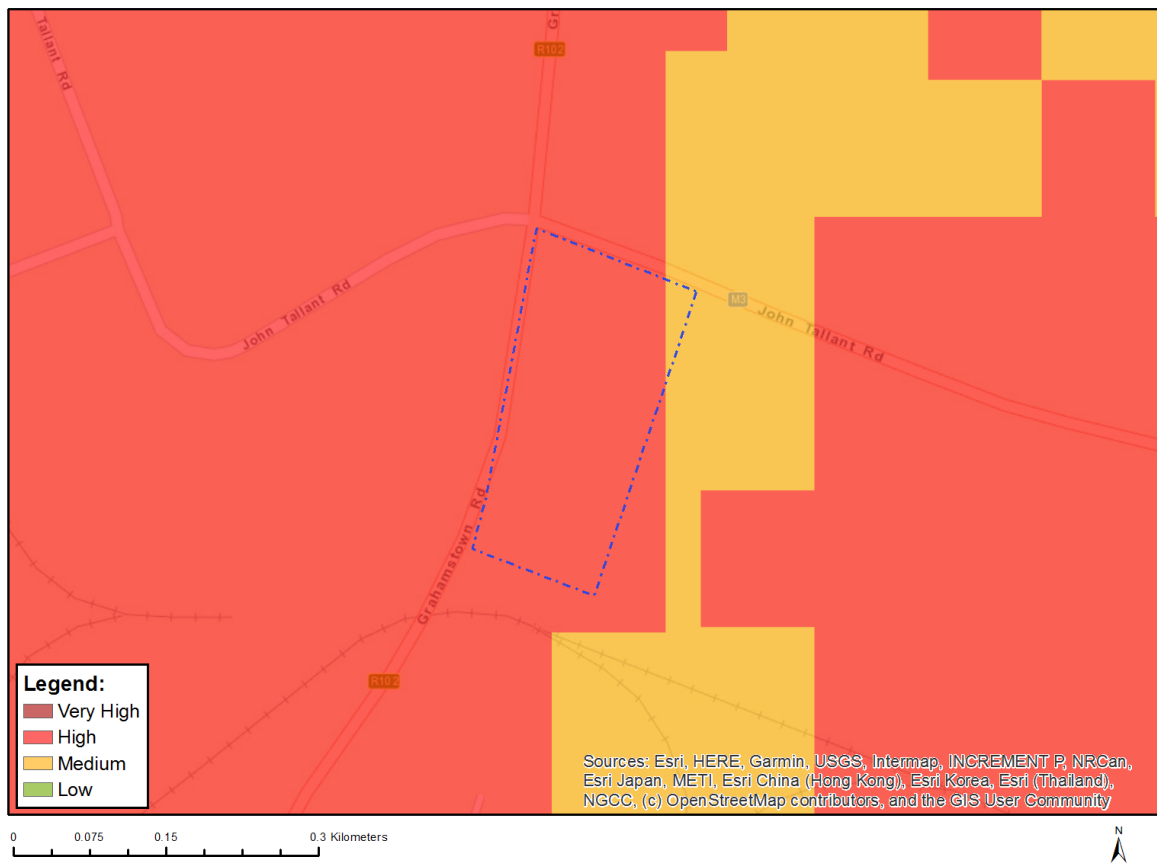 Tallant Rd
Gr
R102
John Tallant Rd
M3
John Tallant Rd
Grahamstown Rd
R102
Legend:
Very High
High
Medium
Low
Sources: Esri, HERE, Garmin, USGS, Intermap, INCREMENT P, NRCan,
Esri Japan, METI, Esri China (Hong Kong), Esri Korea, Esri (Thailand),
NGCC, (c) OpenStreetMap contributors, and the GIS User Community
0 0.075 0.15 0.3 Kilometers
N